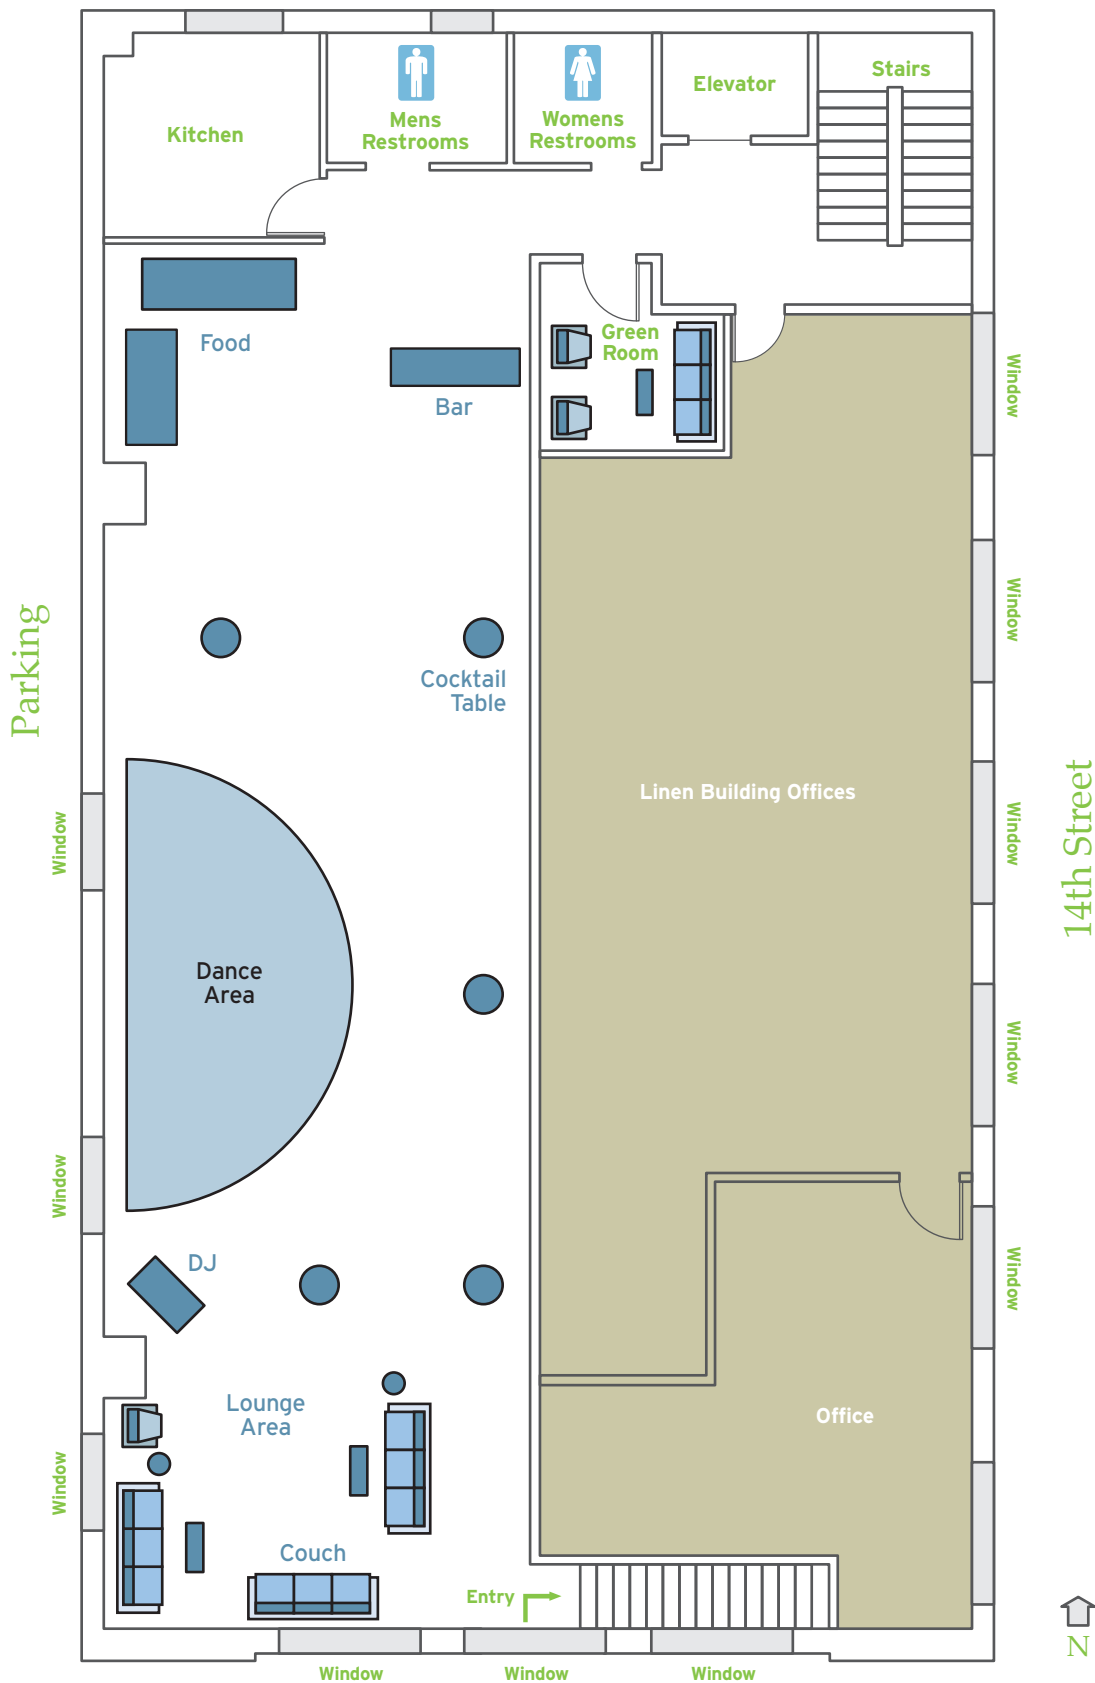 Kitchen
Mens
Restrooms
Womens
Restrooms
Elevator
Stairs
Food
Bar
Green
Room
Window
Window
Parking
Cocktail
Table
Linen Building Offices
Window
Window
14th Street
Dance
Area
Window
Window
DJ
Window
Lounge
Area
Office
Window
Couch
Entry
N
Window
Window
Window